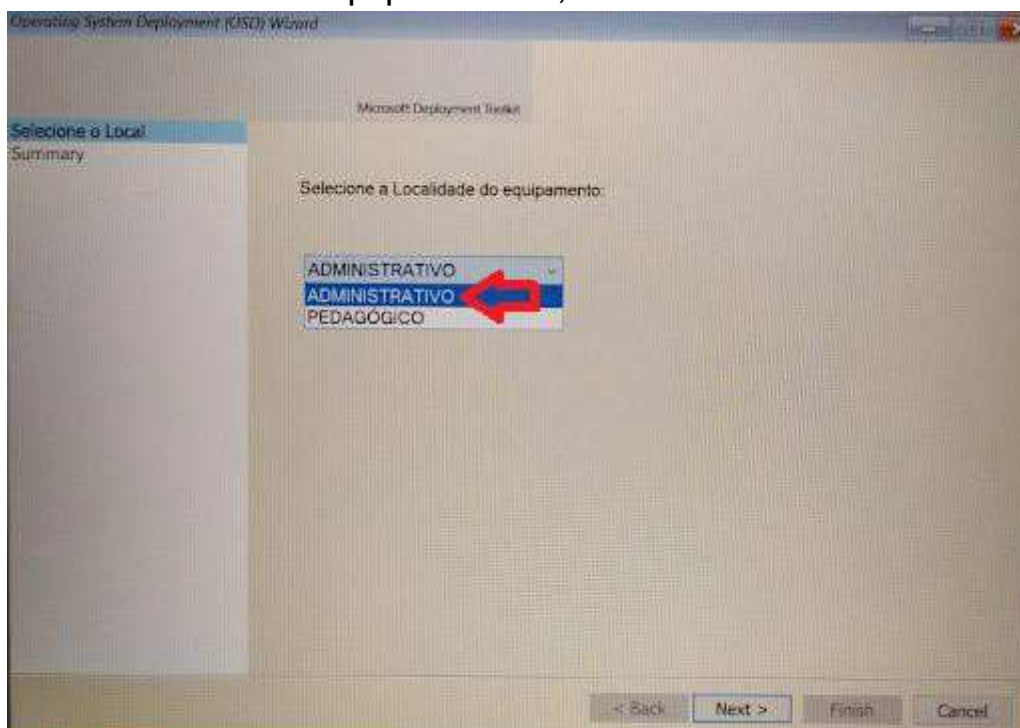 Operating System Deployment (OSD) Wizard
Microsoft Deployment Toolkit
Selecione o Local
Summary
Selecione a Localidade do equipamento:
ADMINISTRATIVO
ADMINISTRATIVO
PEDAGÓGICO
< Back
Next >
Finish
Cancel